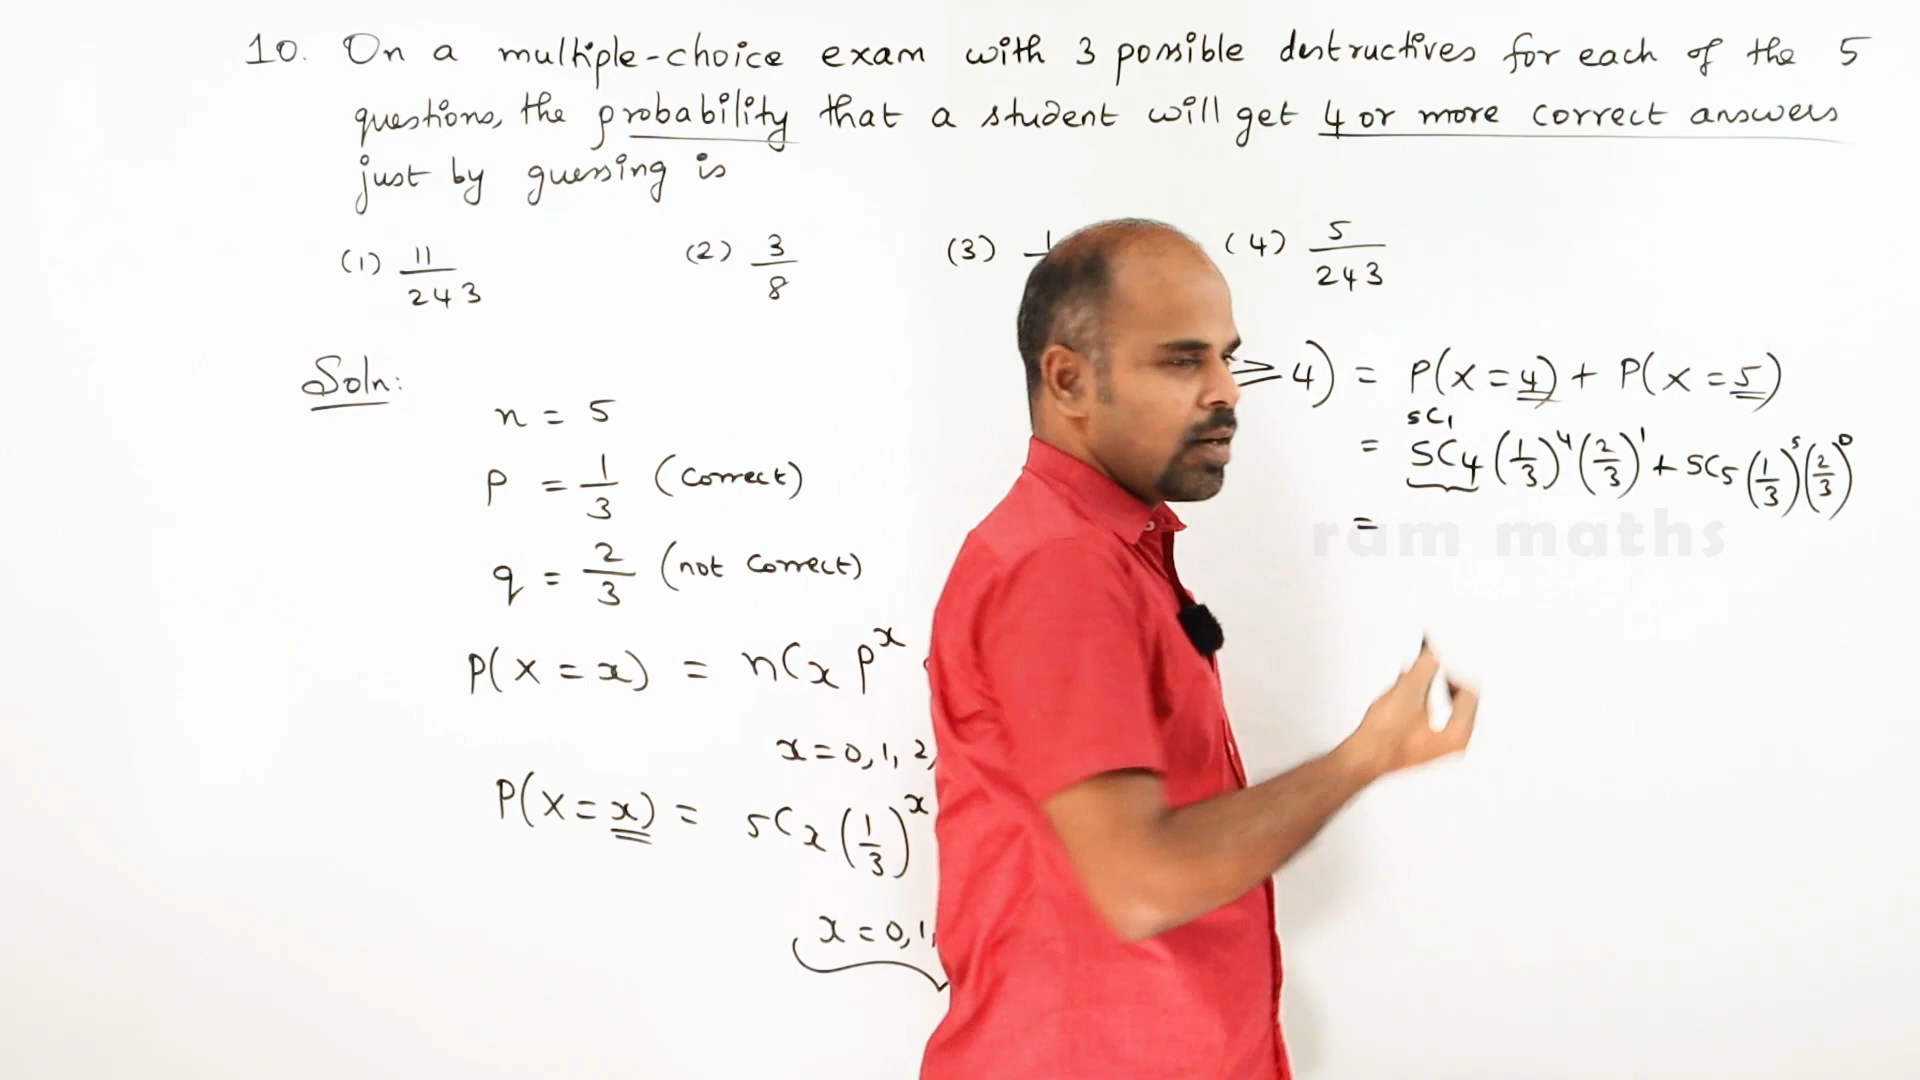 10. On a multiple-choice exam with 3 possible destructives for each of the 5
questions, the probability that a student will get 4 or more correct answers
just by guessing is
(1) 11/243 (2) 3/8 (3) 1 (4) 5/243
Soln:
n = 5
p = 1/3 (correct)
q = 2/3 (not correct)
P(X = x) = nCx p^x
x = 0, 1, 2,
P(X = x) = 5Cx (1/3)^x
x = 0, 1,
≥ 4) = P(X = 4) + P(X = 5)
5C1
= 5C4 (1/3)^4 (2/3)^1 + 5C5 (1/3)^5 (2/3)^0
=
ram maths